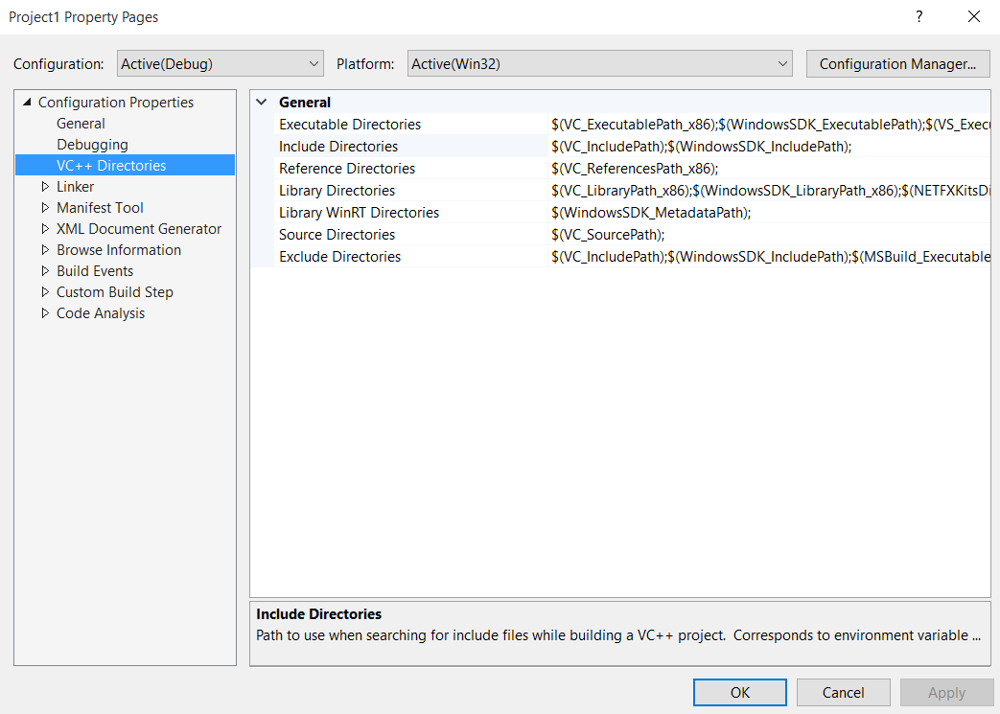 Project1 Property Pages
?
Configuration: Active(Debug) Platform: Active(Win32) Configuration Manager...
Configuration Properties
General
Debugging
VC++ Directories
Linker
Manifest Tool
XML Document Generator
Browse Information
Build Events
Custom Build Step
Code Analysis
General
Executable Directories $(VC_ExecutablePath_x86);$(WindowsSDK_ExecutablePath);$(VS_Exec
Include Directories $(VC_IncludePath);$(WindowsSDK_IncludePath);
Reference Directories $(VC_ReferencesPath_x86);
Library Directories $(VC_LibraryPath_x86);$(WindowsSDK_LibraryPath_x86);$(NETFXKitsDi
Library WinRT Directories $(WindowsSDK_MetadataPath);
Source Directories $(VC_SourcePath);
Exclude Directories $(VC_IncludePath);$(WindowsSDK_IncludePath);$(MSBuild_Executable
Include Directories
Path to use when searching for include files while building a VC++ project.  Corresponds to environment variable ...
OK Cancel Apply